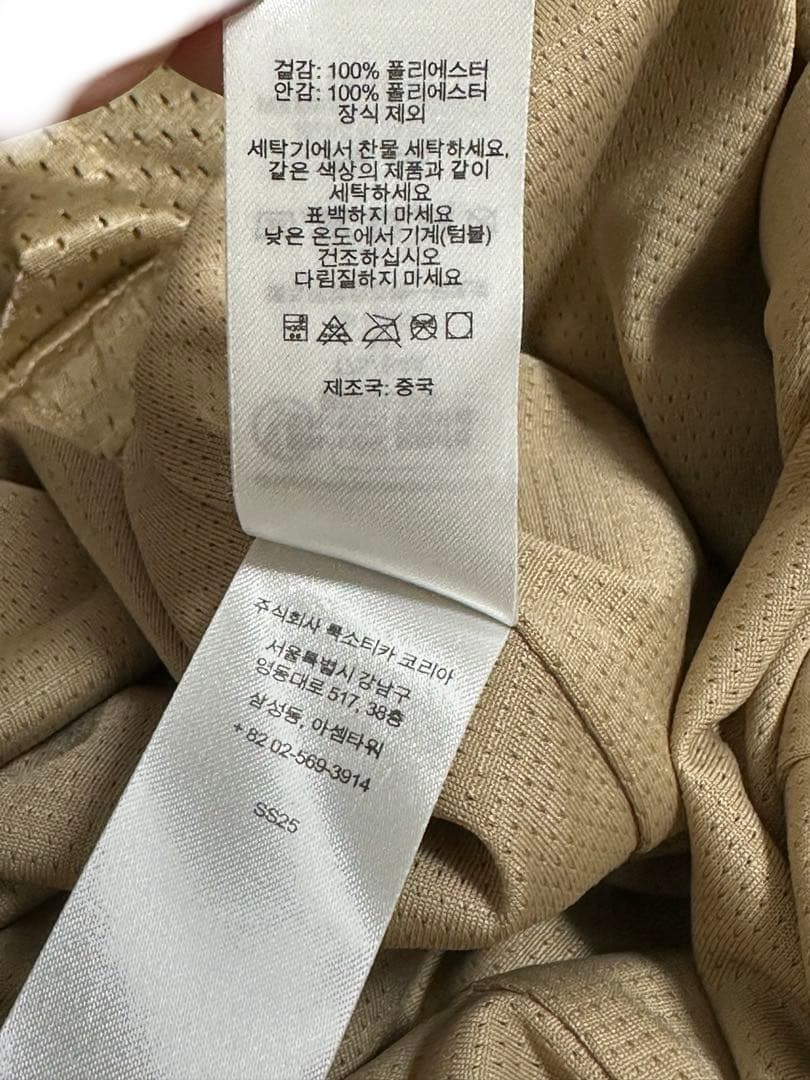 겉감: 100% 폴리에스터
안감: 100% 폴리에스터
장식 제외
세탁기에서 찬물 세탁하세요,
같은 색상의 제품과 같이
세탁하세요
표백하지 마세요
낮은 온도에서 기계(텀블)
건조하십시오
다림질하지 마세요
제조국: 중국
주식회사 룩소티카 코리아
서울특별시 강남구
영동대로 517, 38층
삼성동, 아셈타워
+ 82 02-569-3914
SS25